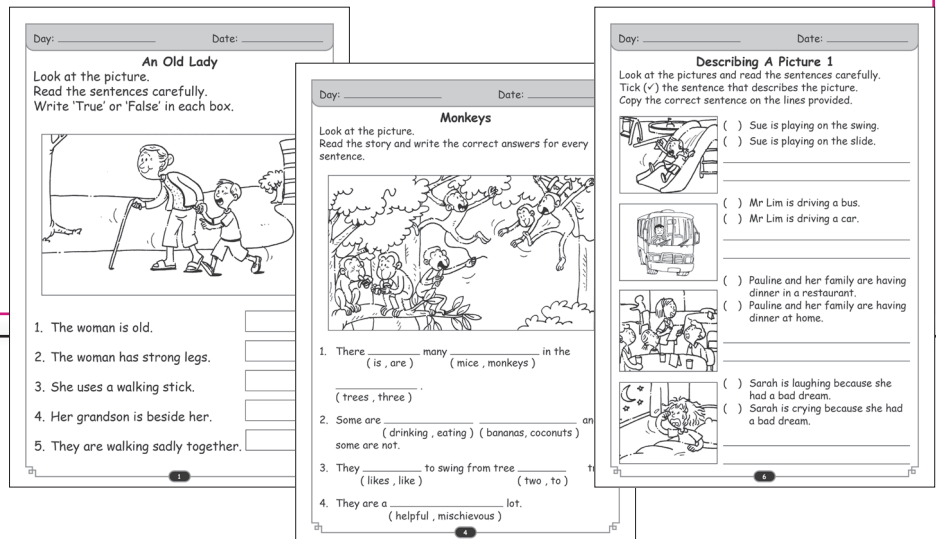 Day: Date:
An Old Lady
Look at the picture.
Read the sentences carefully.
Write ‘True’ or ‘False’ in each box.
1. The woman is old.
2. The woman has strong legs.
3. She uses a walking stick.
4. Her grandson is beside her.
5. They are walking sadly together.
1
Day: Date:
Monkeys
Look at the picture.
Read the story and write the correct answers for every
sentence.
1. There ________ many ____________ in the
( is , are ) ( mice , monkeys )
____________ .
( trees , three )
2. Some are ____________ ____________ an
( drinking , eating ) ( bananas, coconuts )
some are not.
3. They ________ to swing from tree ________ tr
( likes , like ) ( two , to )
4. They are a ________________ lot.
( helpful , mischievous )
4
Day: Date:
Describing A Picture 1
Look at the pictures and read the sentences carefully.
Tick (✓) the sentence that describes the picture.
Copy the correct sentence on the lines provided.
( ) Sue is playing on the swing.
( ) Sue is playing on the slide.
( ) Mr Lim is driving a bus.
( ) Mr Lim is driving a car.
( ) Pauline and her family are having
dinner in a restaurant.
( ) Pauline and her family are having
dinner at home.
( ) Sarah is laughing because she
had a bad dream.
( ) Sarah is crying because she had
a bad dream.
6